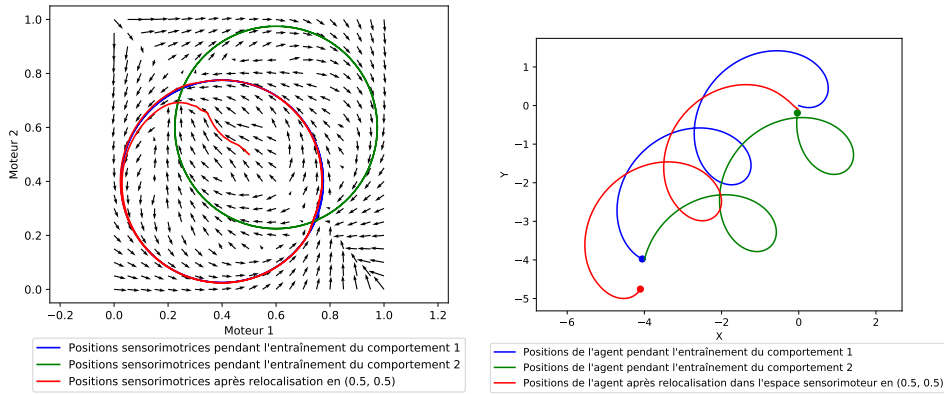 1.0
0.8
0.6
0.4
0.2
0.0
Moteur 2
−0.2 0.0 0.2 0.4 0.6 0.8 1.0 1.2
Moteur 1
Positions sensorimotrices pendant l'entraînement du comportement 1
Positions sensorimotrices pendant l'entraînement du comportement 2
Positions sensorimotrices après relocalisation en (0.5, 0.5)
1
0
−1
−2
−3
−4
−5
Y
−6 −4 −2 0 2
X
Positions de l'agent pendant l'entraînement du comportement 1
Positions de l'agent pendant l'entraînement du comportement 2
Positions de l'agent après relocalisation dans l'espace sensorimoteur en (0.5, 0.5)